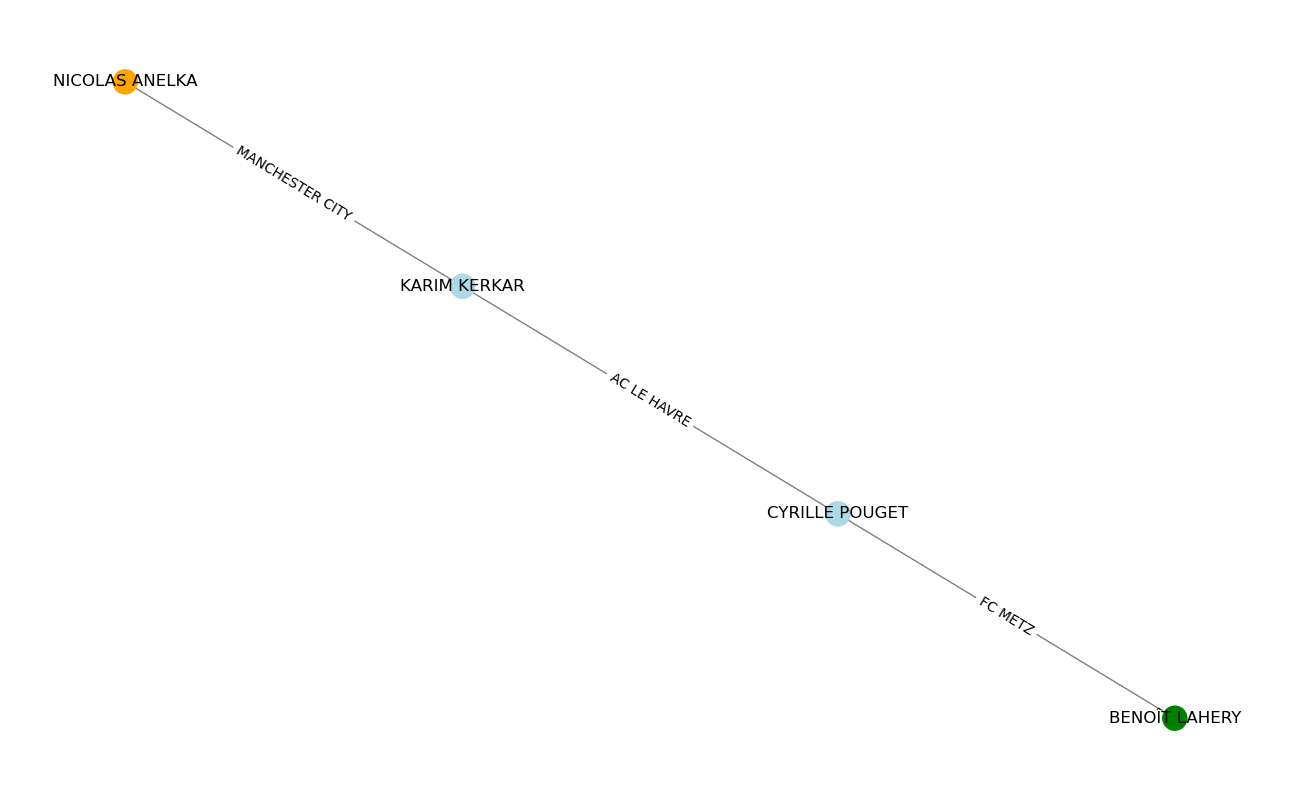 NICOLAS ANELKA
MANCHESTER CITY
KARIM KERKAR
AC LE HAVRE
CYRILLE POUGET
FC METZ
BENOÎT LAHERY